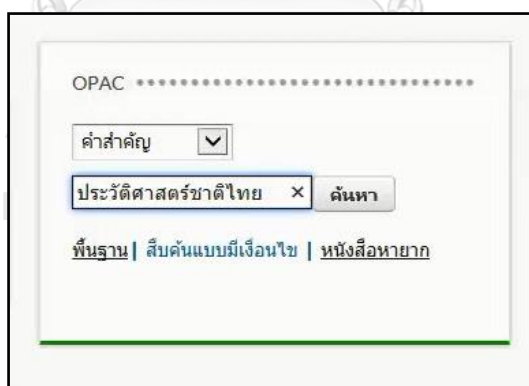 OPAC
คำสำคัญ
ประวัติศาสตร์ชาติไทย × ค้นหา
พื้นฐาน | สืบค้นแบบมีเงื่อนไข | หนังสือหายาก